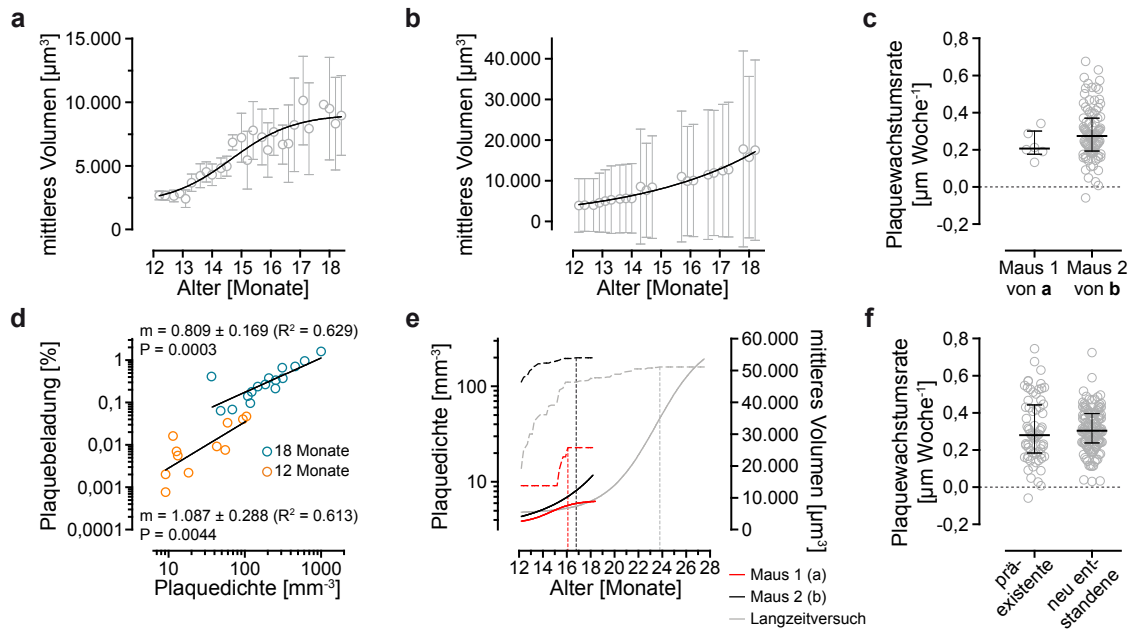 a
mittleres Volumen [µm³]
15.000
10.000
5.000
0
12 13 14 15 16 17 18
Alter [Monate]
b
mittleres Volumen [µm³]
40.000
30.000
20.000
10.000
0
12 13 14 15 16 17 18
Alter [Monate]
c
Plaquewachstumsrate
[µm Woche⁻¹]
0,8
0,6
0,4
0,2
0,0
-0,2
Maus 1
von a
Maus 2
von b
d
m = 0.809 ± 0.169 (R² = 0.629)
P = 0.0003
Plaquebeladung [%]
1
0,1
0,01
0,001
0,0001
18 Monate
12 Monate
m = 1.087 ± 0.288 (R² = 0.613)
P = 0.0044
10 100 1000
Plaquedichte [mm⁻³]
e
Plaquedichte [mm⁻³]
100
10
60.000
50.000
40.000
30.000
20.000
10.000
0
mittleres Volumen
[µm³]
12 14 16 18 20 22 24 26 28
Alter [Monate]
Maus 1 (a)
Maus 2 (b)
Langzeitversuch
f
Plaquewachstumsrate
[µm Woche⁻¹]
0,8
0,6
0,4
0,2
0,0
-0,2
prä-
existente
neu ent-
standene